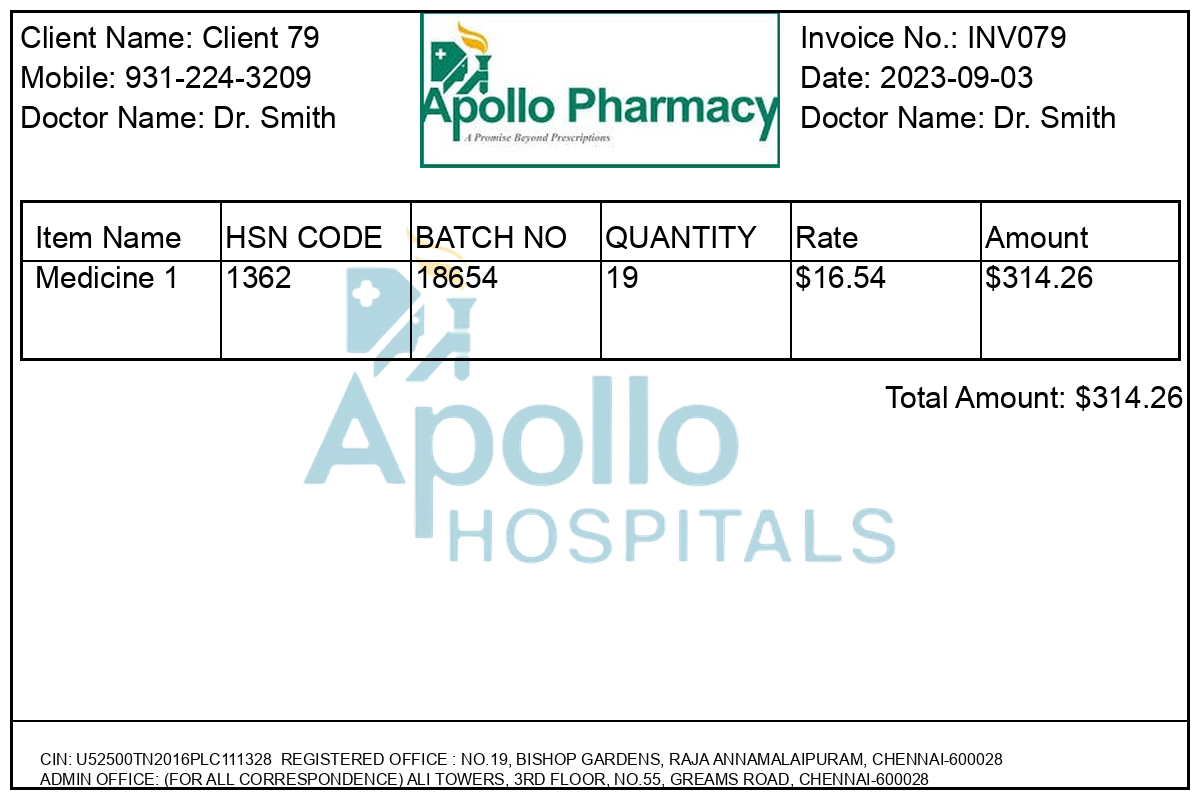 Client Name: Client 79
Mobile: 931-224-3209
Doctor Name: Dr. Smith
Apollo Pharmacy
A Promise Beyond Prescriptions
Invoice No.: INV079
Date: 2023-09-03
Doctor Name: Dr. Smith
Item Name HSN CODE BATCH NO QUANTITY Rate Amount
Medicine 1 1362 18654 19 $16.54 $314.26
Total Amount: $314.26
Apollo
HOSPITALS
CIN: U52500TN2016PLC111328 REGISTERED OFFICE : NO.19, BISHOP GARDENS, RAJA ANNAMALAIPURAM, CHENNAI-600028
ADMIN OFFICE: (FOR ALL CORRESPONDENCE) ALI TOWERS, 3RD FLOOR, NO.55, GREAMS ROAD, CHENNAI-600028